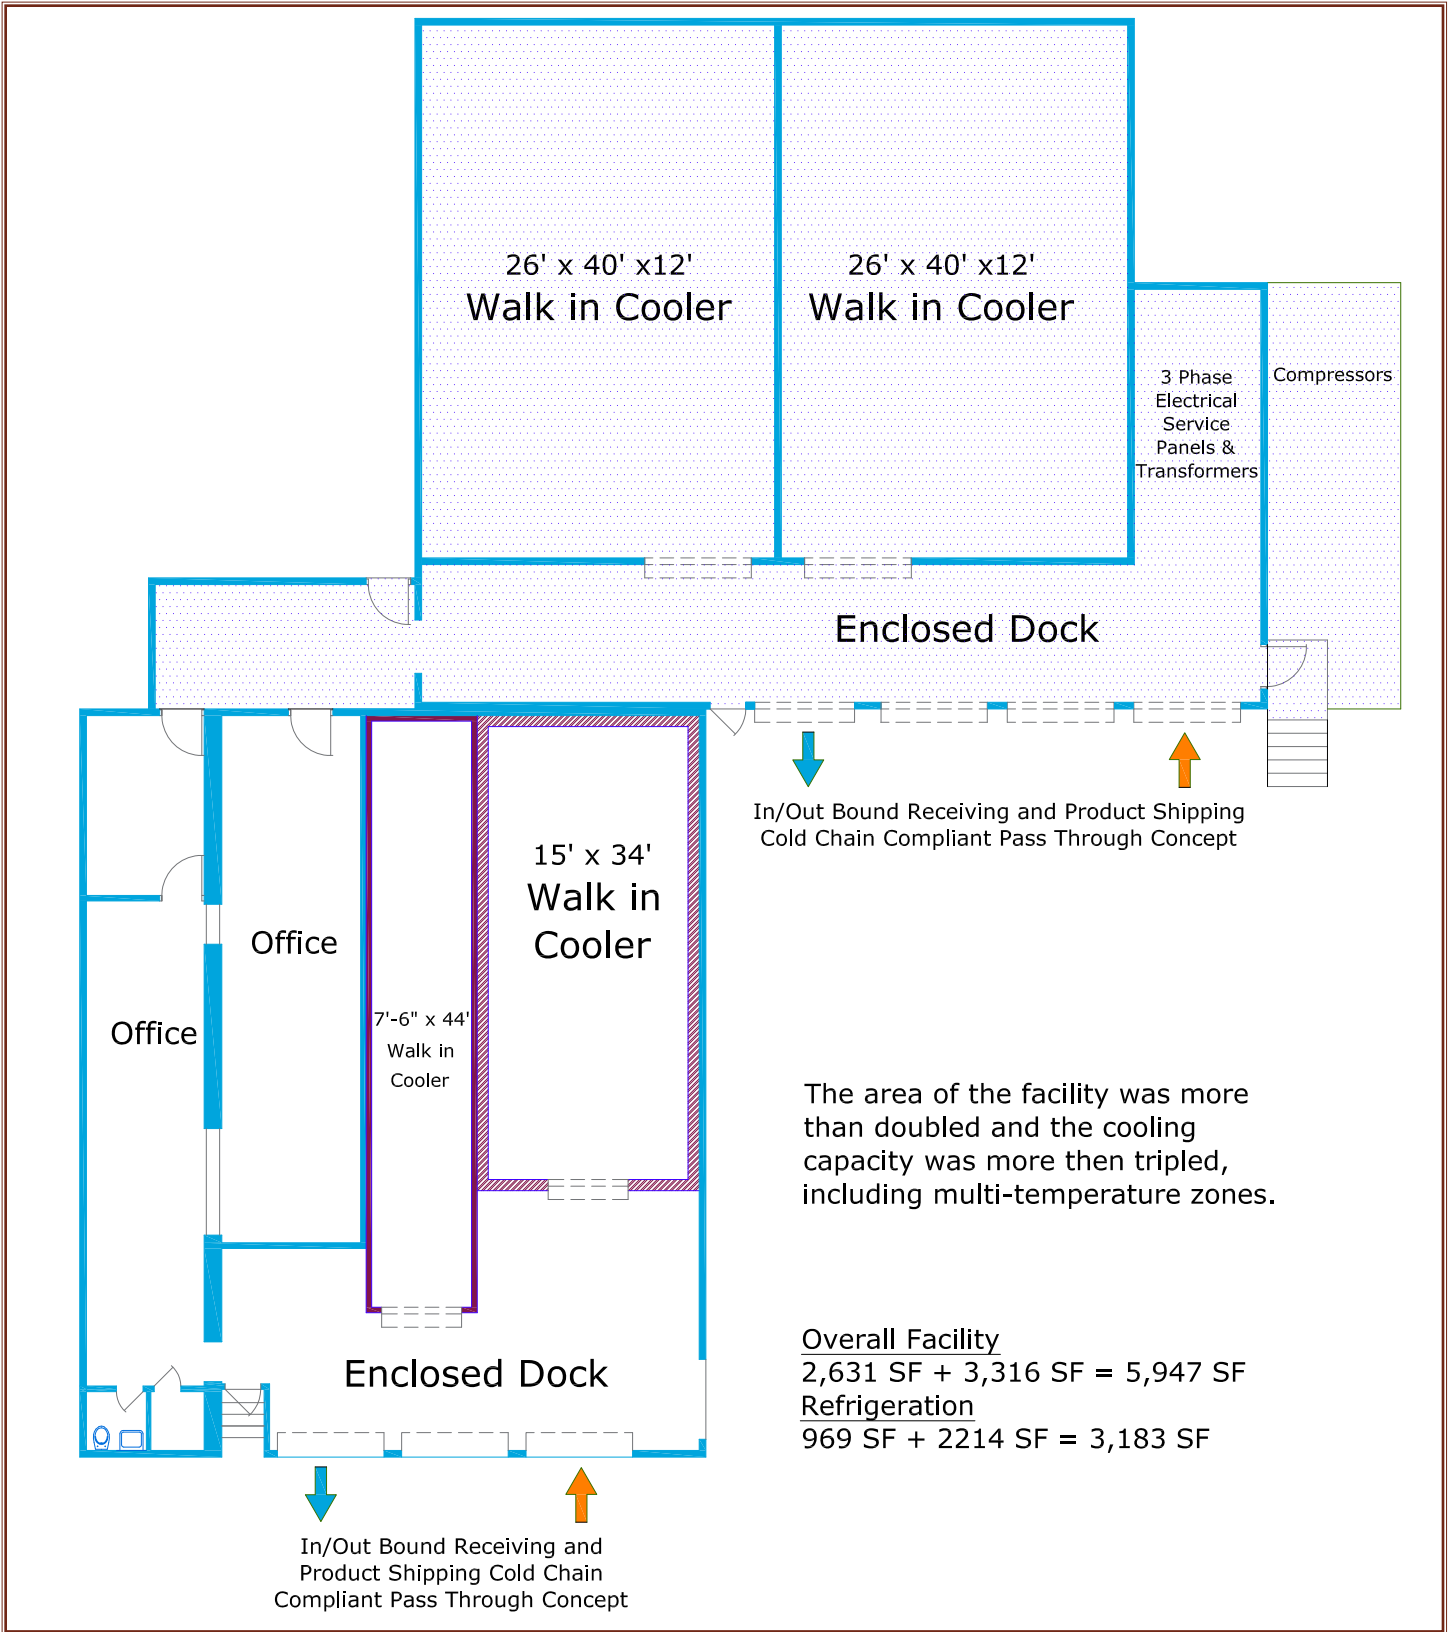 26' x 40' x12'
Walk in Cooler
26' x 40' x12'
Walk in Cooler
3 Phase
Electrical
Service
Panels &
Transformers
Compressors
Enclosed Dock
In/Out Bound Receiving and Product Shipping
Cold Chain Compliant Pass Through Concept
15' x 34'
Walk in
Cooler
Office
Office
7'-6" x 44'
Walk in
Cooler
The area of the facility was more
than doubled and the cooling
capacity was more then tripled,
including multi-temperature zones.
Overall Facility
2,631 SF + 3,316 SF = 5,947 SF
Refrigeration
969 SF + 2214 SF = 3,183 SF
Enclosed Dock
In/Out Bound Receiving and
Product Shipping Cold Chain
Compliant Pass Through Concept